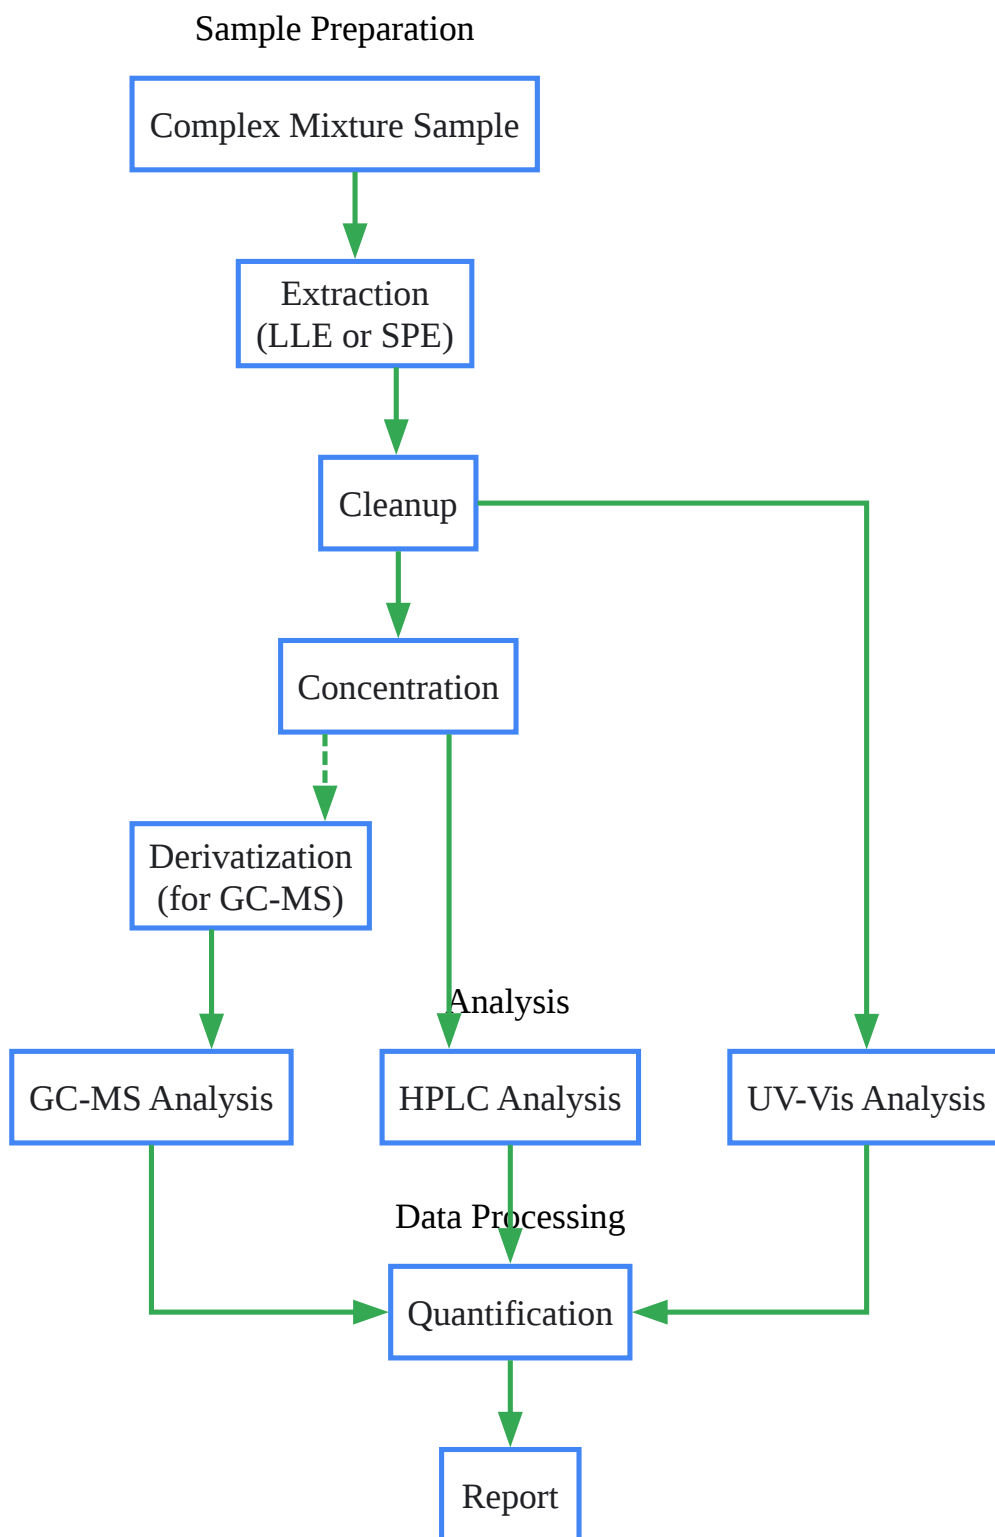 Sample Preparation
Complex Mixture Sample
Extraction
(LLE or SPE)
Cleanup
Concentration
Derivatization
(for GC-MS)
Analysis
GC-MS Analysis
HPLC Analysis
UV-Vis Analysis
Data Processing
Quantification
Report